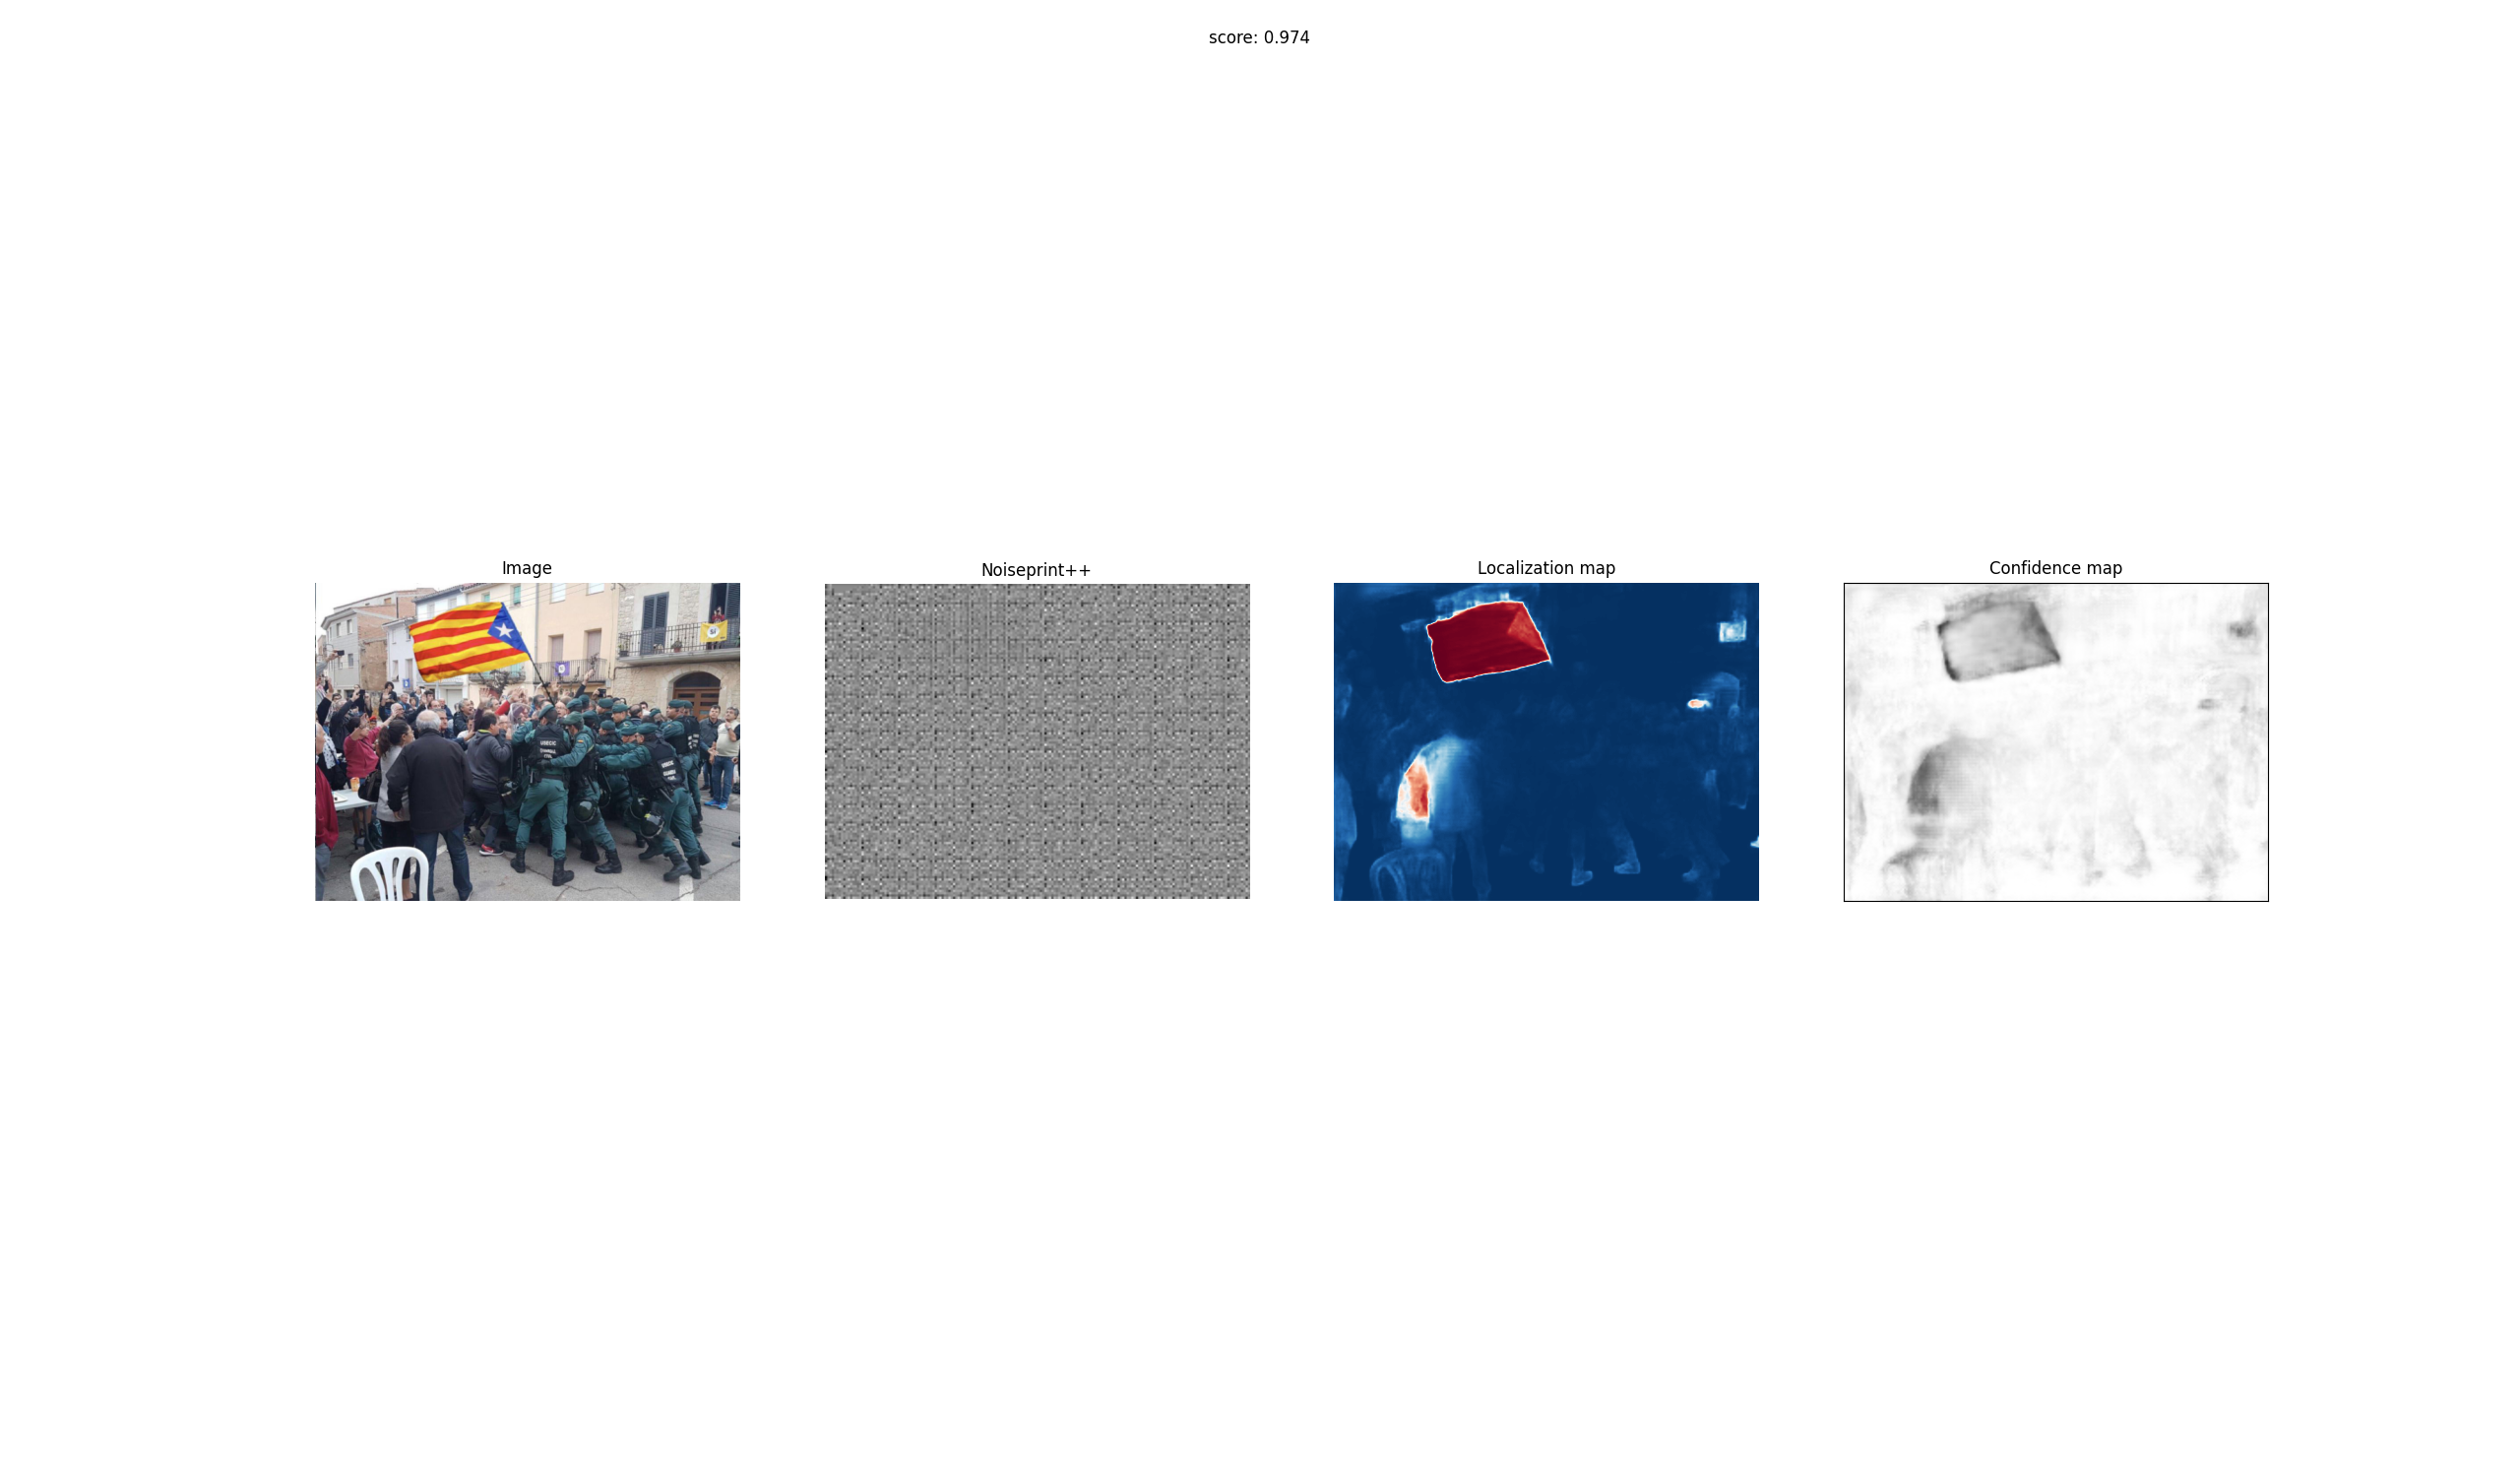 score: 0.974
Image
Noiseprint++
Localization map
Confidence map